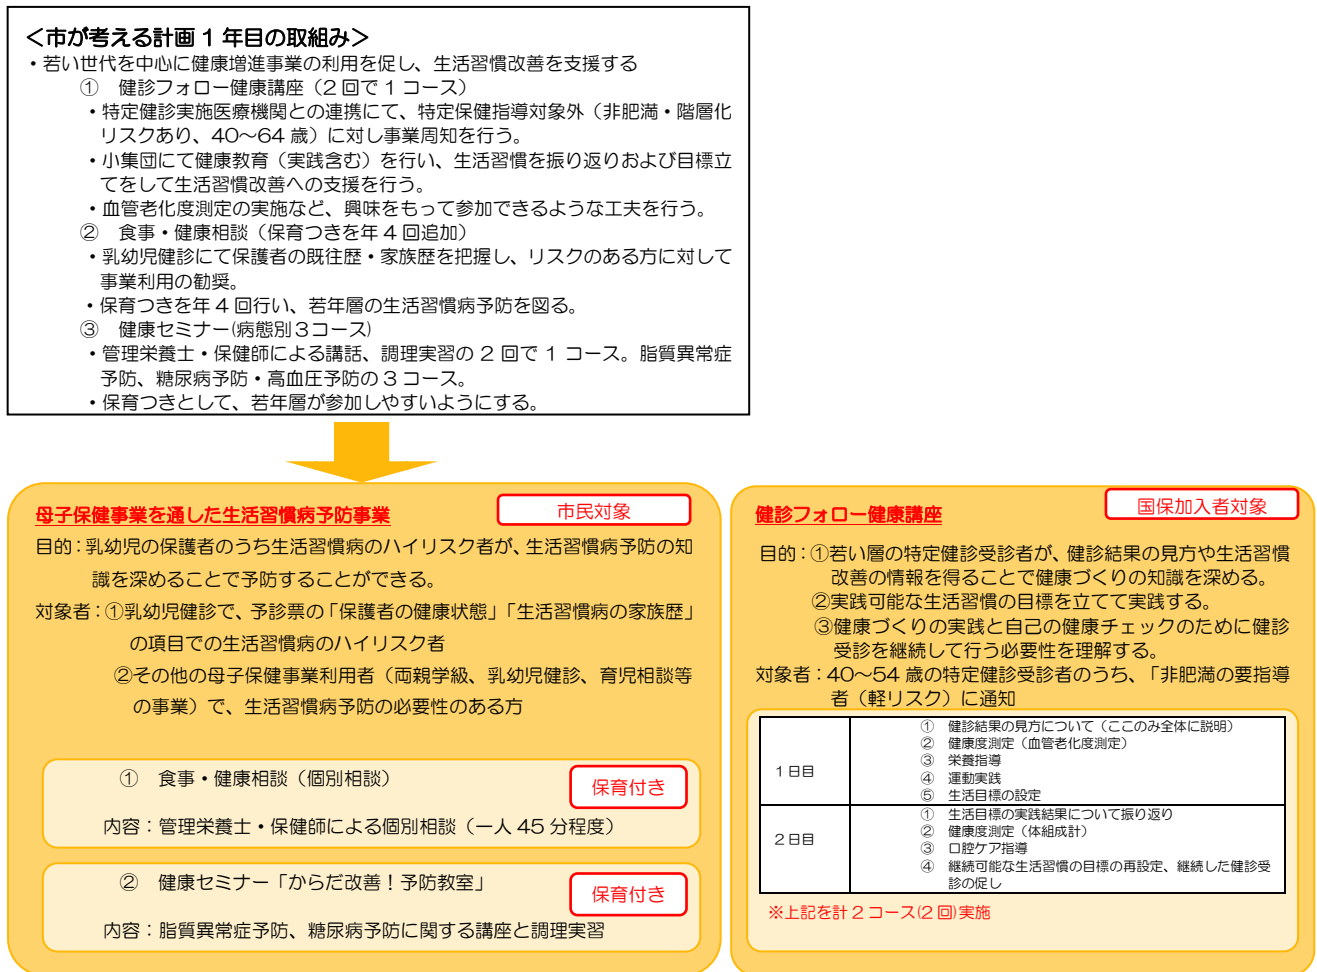 ＜市が考える計画１年目の取組み＞
・若い世代を中心に健康増進事業の利用を促し、生活習慣改善を支援する
①　健診フォロー健康講座（２回で１コース）
・特定健診実施医療機関との連携にて、特定保健指導対象外（非肥満・階層化
リスクあり、40～64 歳）に対し事業周知を行う。
・小集団にて健康教育（実践含む）を行い、生活習慣を振り返りおよび目標立
てをして生活習慣改善への支援を行う。
・血管老化度測定の実施など、興味をもって参加できるような工夫を行う。
②　食事・健康相談（保育つきを年４回追加）
・乳幼児健診にて保護者の既往歴・家族歴を把握し、リスクのある方に対して
事業利用の勧奨。
・保育つきを年４回行い、若年層の生活習慣病予防を図る。
③　健康セミナー(病態別３コース)
・管理栄養士・保健師による講話、調理実習の２回で１コース。脂質異常症
予防、糖尿病予防・高血圧予防の３コース。
・保育つきとして、若年層が参加しやすいようにする。
母子保健事業を通した生活習慣病予防事業
市民対象
目的：乳幼児の保護者のうち生活習慣病のハイリスク者が、生活習慣病予防の知
識を深めることで予防することができる。
対象者：①乳幼児健診で、予診票の「保護者の健康状態」「生活習慣病の家族歴」
の項目での生活習慣病のハイリスク者
②その他の母子保健事業利用者（両親学級、乳幼児健診、育児相談等
の事業）で、生活習慣病予防の必要性のある方
①　食事・健康相談（個別相談）
保育付き
内容：管理栄養士・保健師による個別相談（一人 45 分程度）
②　健康セミナー「からだ改善！予防教室」
保育付き
内容：脂質異常症予防、糖尿病予防に関する講座と調理実習
健診フォロー健康講座
国保加入者対象
目的：①若い層の特定健診受診者が、健診結果の見方や生活習慣
改善の情報を得ることで健康づくりの知識を深める。
②実践可能な生活習慣の目標を立てて実践する。
③健康づくりの実践と自己の健康チェックのために健診
受診を継続して行う必要性を理解する。
対象者：40～54 歳の特定健診受診者のうち、「非肥満の要指導
者（軽リスク）に通知
1 日目
①　健診結果の見方について（ここのみ全体に説明）
②　健康度測定（血管老化度測定）
③　栄養指導
④　運動実践
⑤　生活目標の設定
2 日目
①　生活目標の実践結果について振り返り
②　健康度測定（体組成計）
③　口腔ケア指導
④　継続可能な生活習慣の目標の再設定、継続した健診受
診の促し
※上記を計２コース(２回)実施